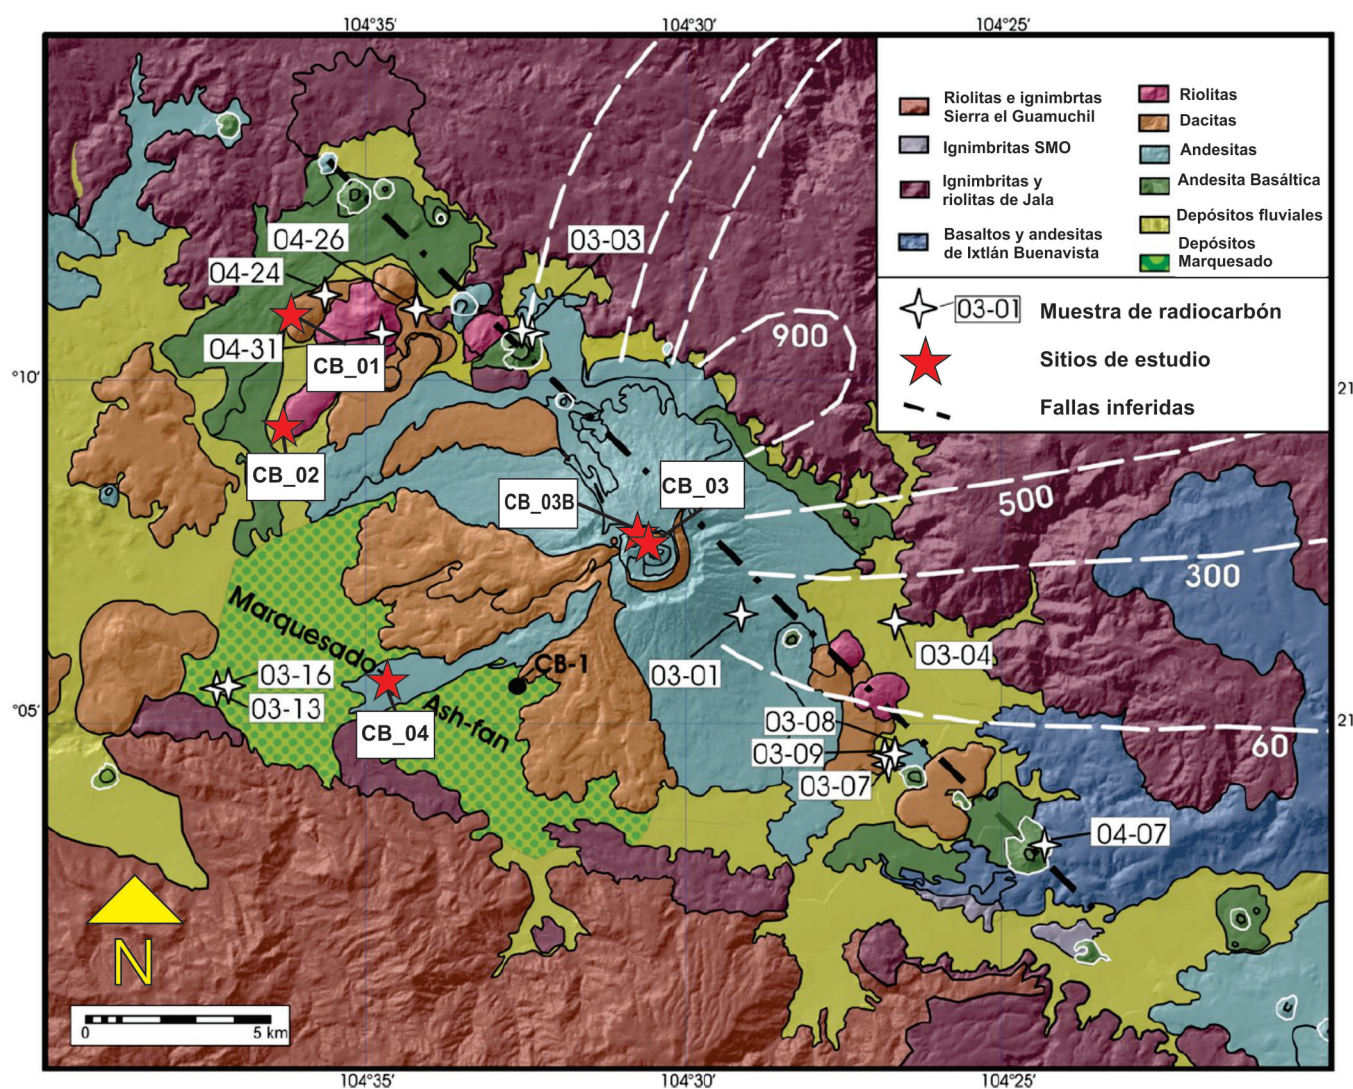 104°35'
104°30'
104°25'
Riolitas e ignimbrtas
Sierra el Guamuchil
Ignimbritas SMO
Ignimbritas y
riolitas de Jala
Basaltos y andesitas
de Ixtlán Buenavista
Riolitas
Dacitas
Andesitas
Andesita Basáltica
Depósitos fluviales
Depósitos
Marquesado
03-01
Muestra de radiocarbón
Sitios de estudio
Fallas inferidas
04-26
03-03
04-24
04-31
CB_01
900
°10'
21
CB_02
CB_03B
CB_03
500
300
Marquesado
Ash-fan
CB-1
03-16
03-13
03-01
03-04
°05'
21
CB_04
03-08
03-09
03-07
60
04-07
N
0
5 km
104°35'
104°30'
104°25'